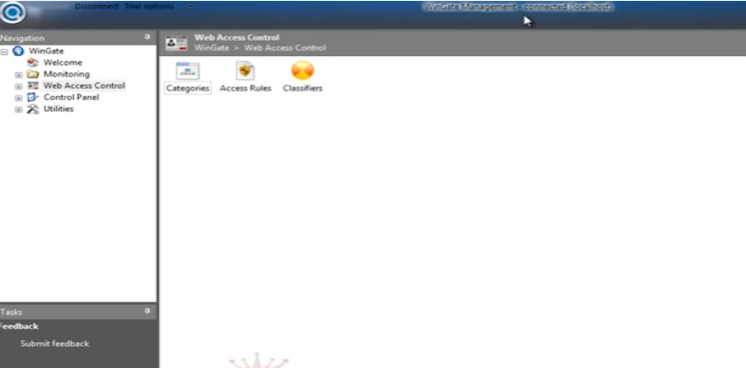 Disconnect Trial options
WinGate Management - connected (localhost)
Navigation
WinGate
Welcome
Monitoring
Web Access Control
Control Panel
Utilities
Web Access Control
WinGate > Web Access Control
Categories Access Rules Classifiers
Tasks
Feedback
Submit feedback